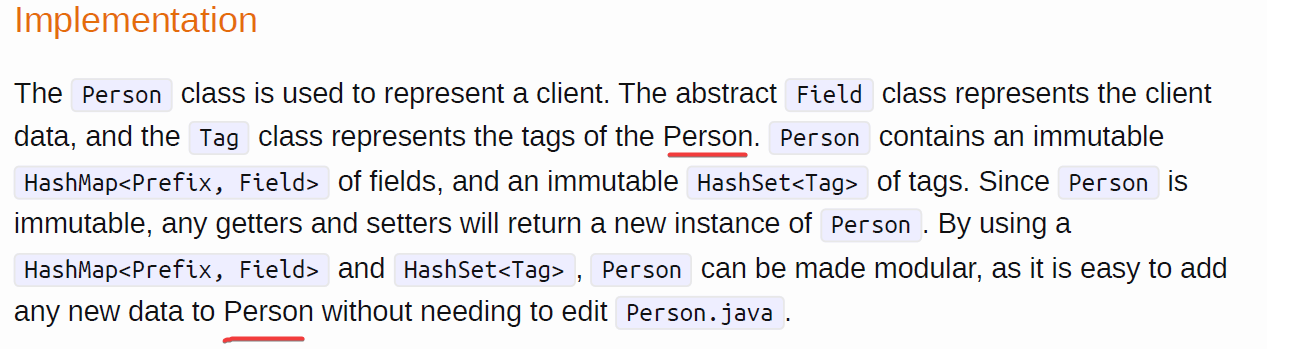 Implementation
The Person class is used to represent a client. The abstract Field class represents the client
data, and the Tag class represents the tags of the Person. Person contains an immutable
HashMap<Prefix, Field> of fields, and an immutable HashSet<Tag> of tags. Since Person is
immutable, any getters and setters will return a new instance of Person. By using a
HashMap<Prefix, Field> and HashSet<Tag>, Person can be made modular, as it is easy to add
any new data to Person without needing to edit Person.java.